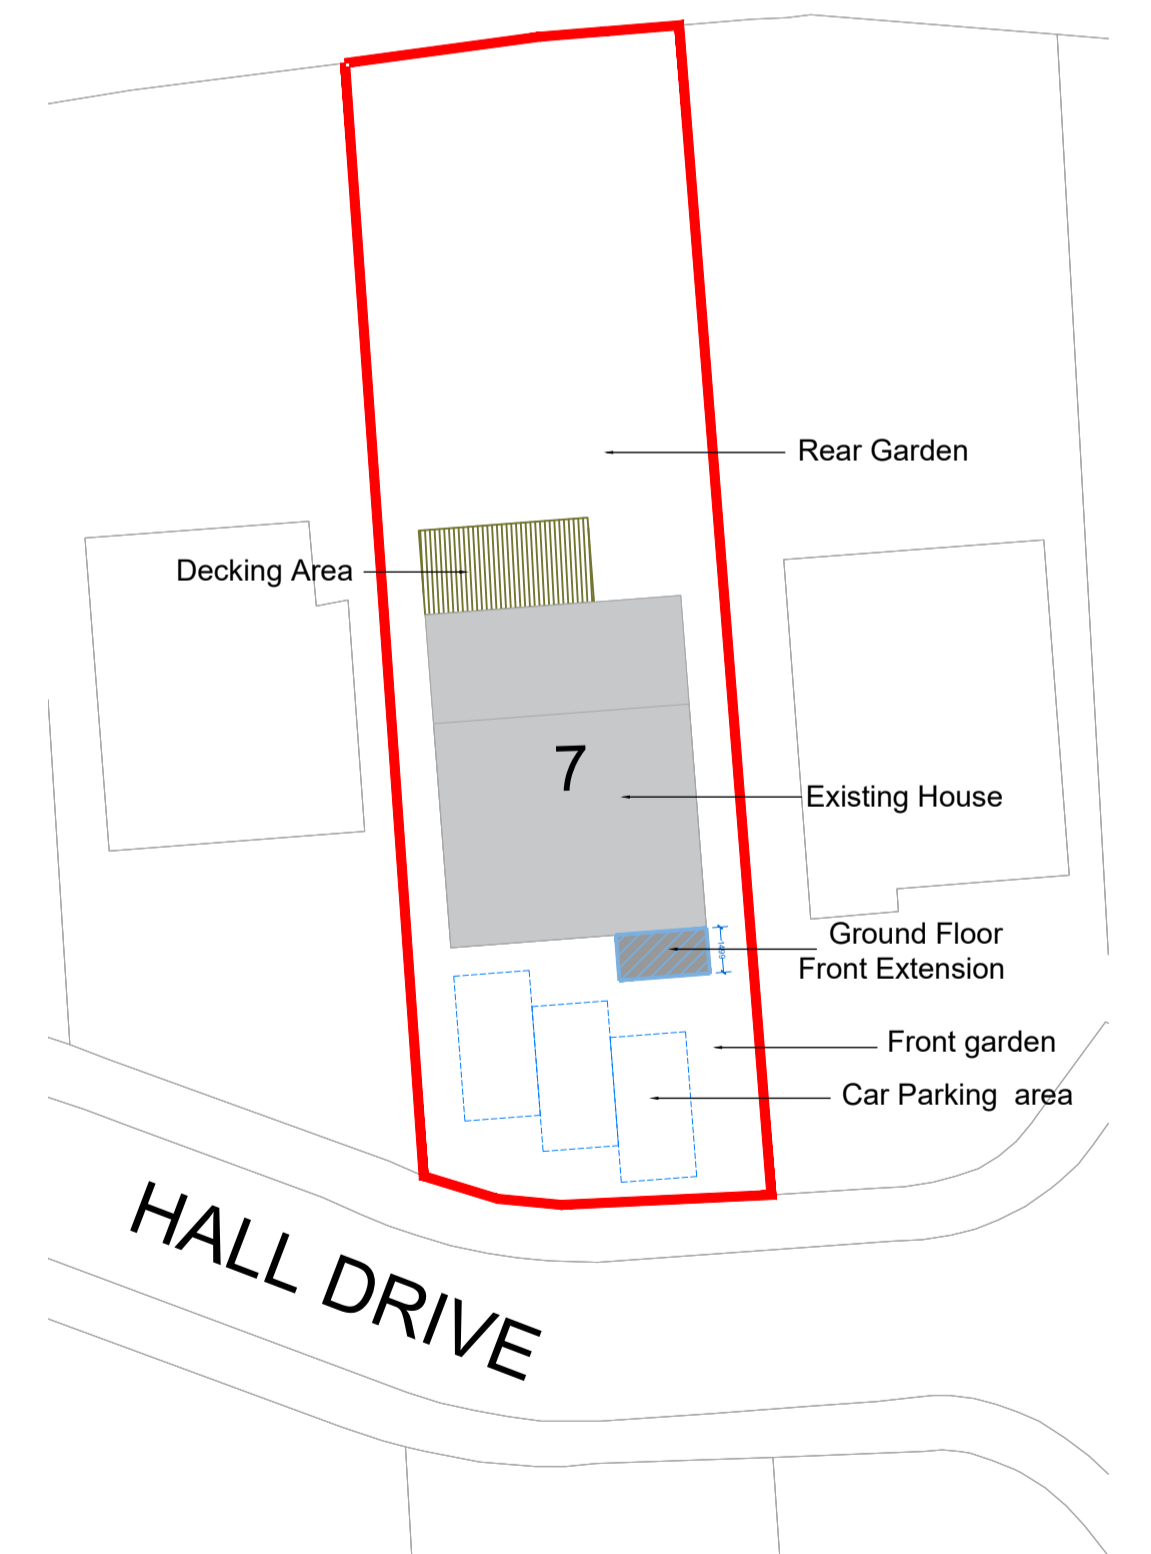 Rear Garden
Decking Area
7
Existing House
Ground Floor
Front Extension
Front garden
Car Parking area
HALL DRIVE